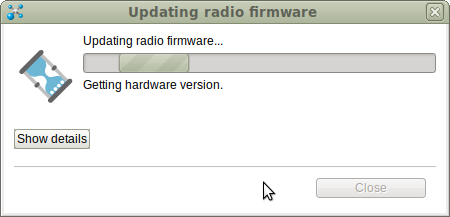 Updating radio firmware
Updating radio firmware...
Getting hardware version.
Show details
Close